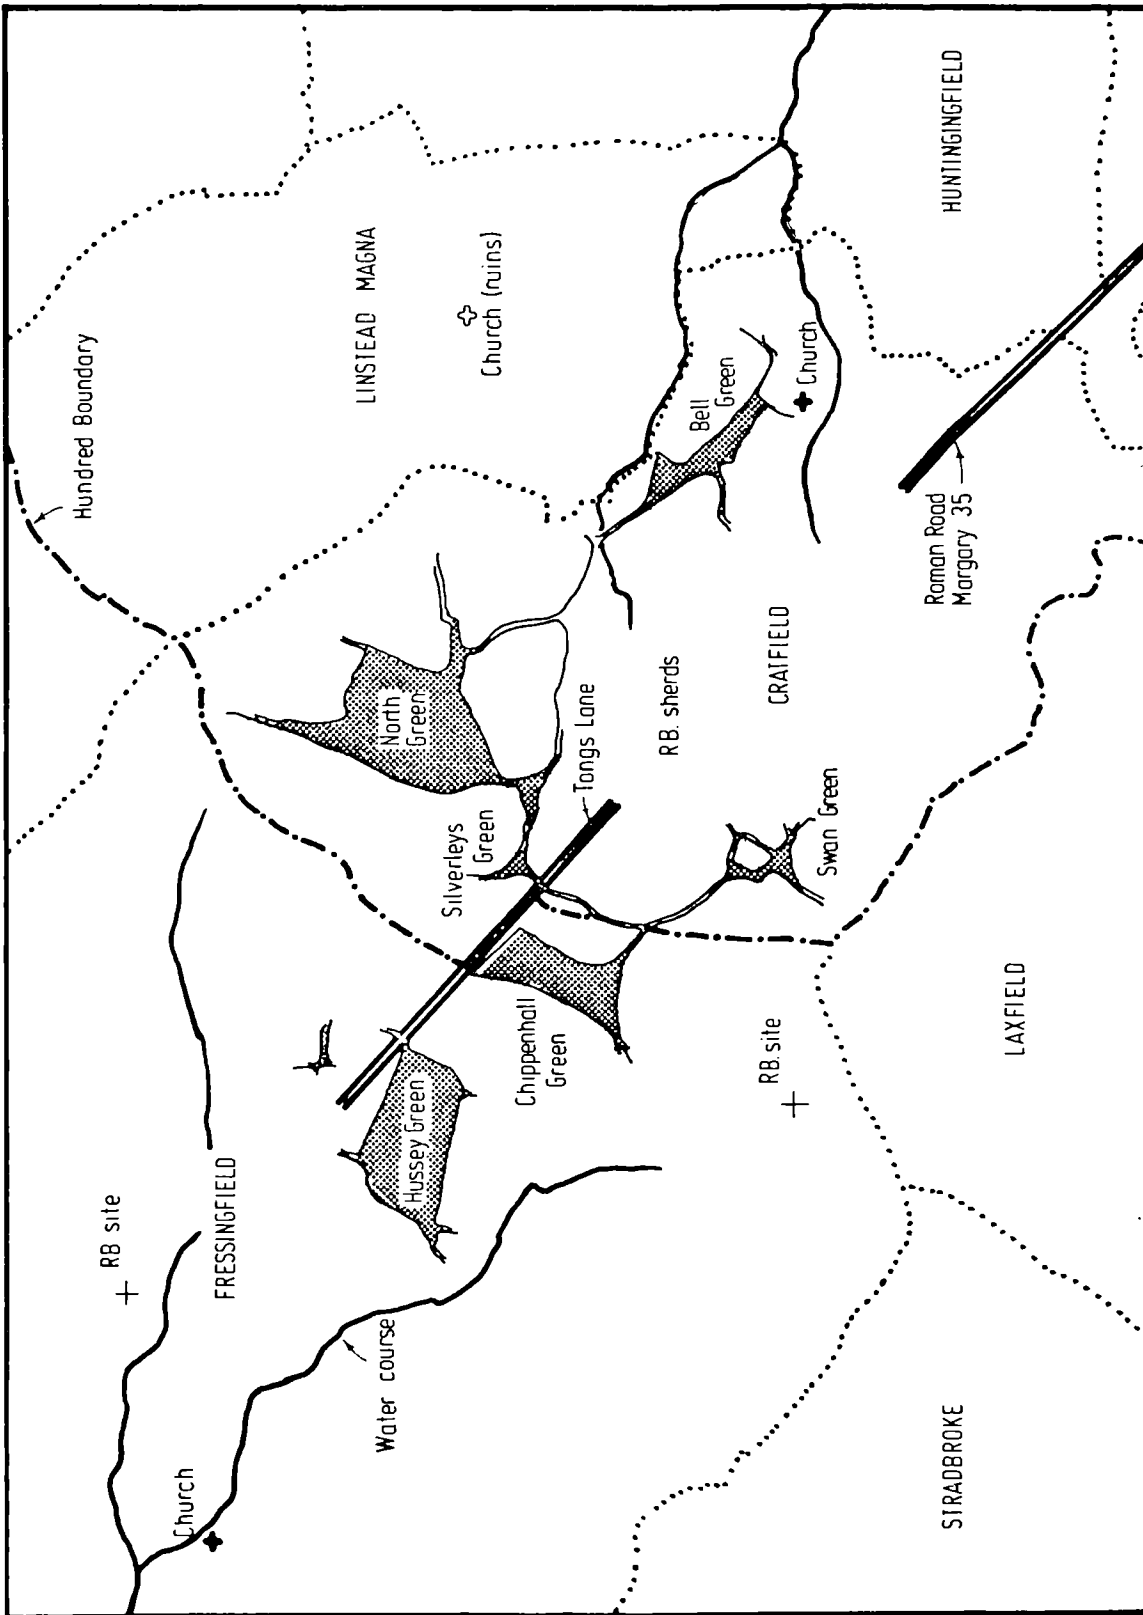 Church
RB site
FRESSINGFIELD
Water course
Hundred Boundary
LINSTEAD MAGNA
Church (ruins)
North
Green
Silverleys
Green
Tongs Lane
Hussey Green
Chippenhall
Green
Bell
Green
Church
RB. sherds
CRATFIELD
Swan Green
RB. site
HUNTINGINGFIELD
Roman Road
Margary 35
LAXFIELD
STRADBROKE